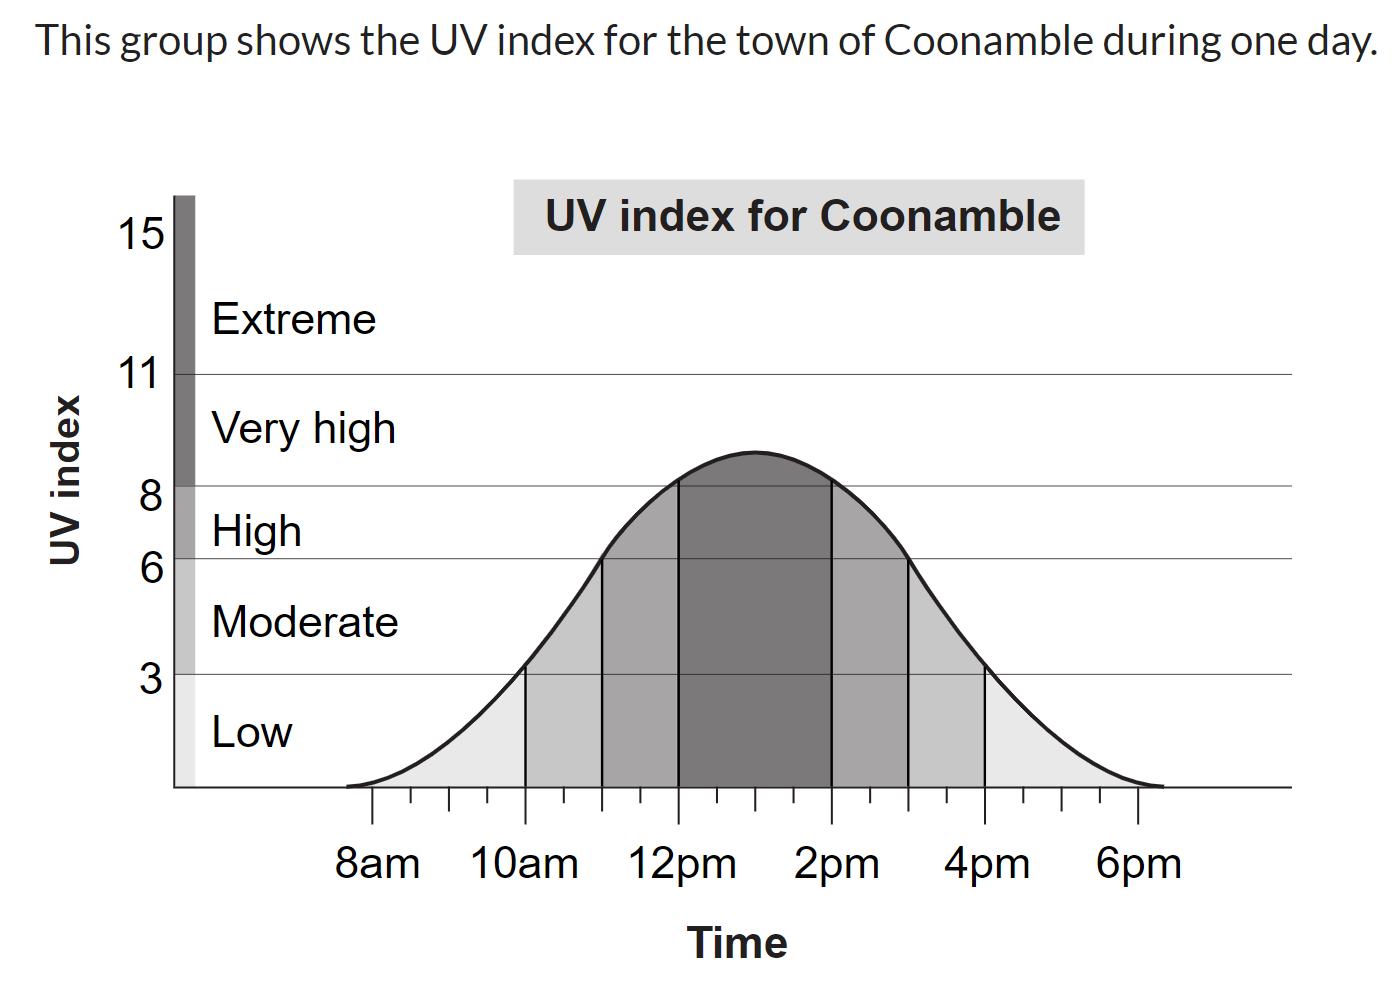 This group shows the UV index for the town of Coonamble during one day.
UV index for Coonamble
15
Extreme
11
Very high
8
High
6
Moderate
3
Low
UV index
8am 10am 12pm 2pm 4pm 6pm
Time